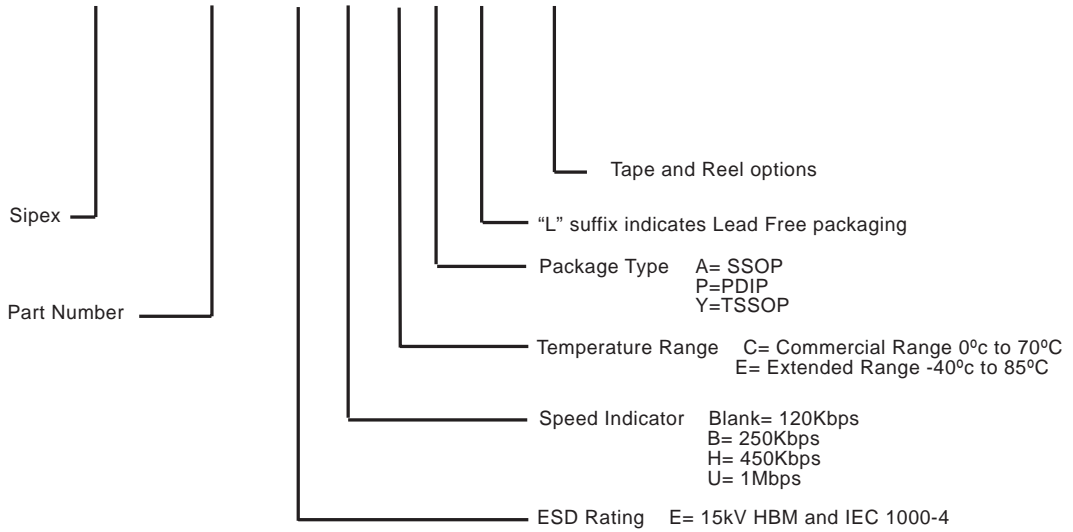 Tape and Reel options
Sipex
“L” suffix indicates Lead Free packaging
Package Type A= SSOP
P=PDIP
Y=TSSOP
Part Number
Temperature Range C= Commercial Range 0ºc to 70ºC
E= Extended Range -40ºc to 85ºC
Speed Indicator Blank= 120Kbps
B= 250Kbps
H= 450Kbps
U= 1Mbps
ESD Rating E= 15kV HBM and IEC 1000-4